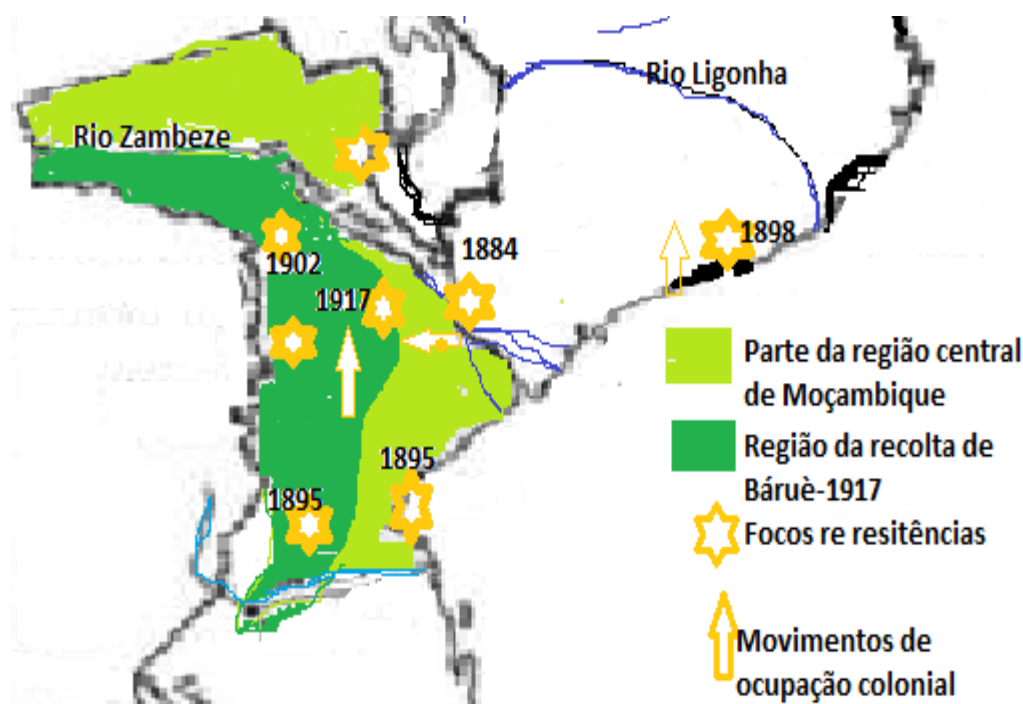 Rio Ligonha
Rio Zambeze
1898
1884
1902
1917
1895
1895
Parte da região central
de Moçambique
Região da recolta de
Báruè-1917
Focos re resitências
Movimentos de
ocupação colonial